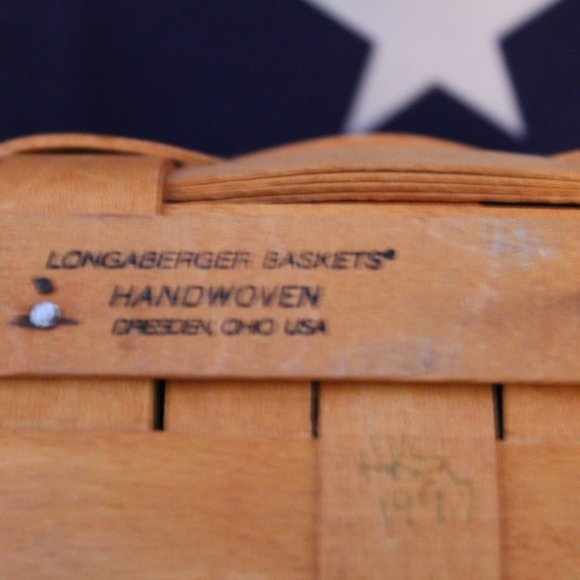 LONGABERGER BASKETS®
HANDWOVEN
DRESDEN, OHIO USA